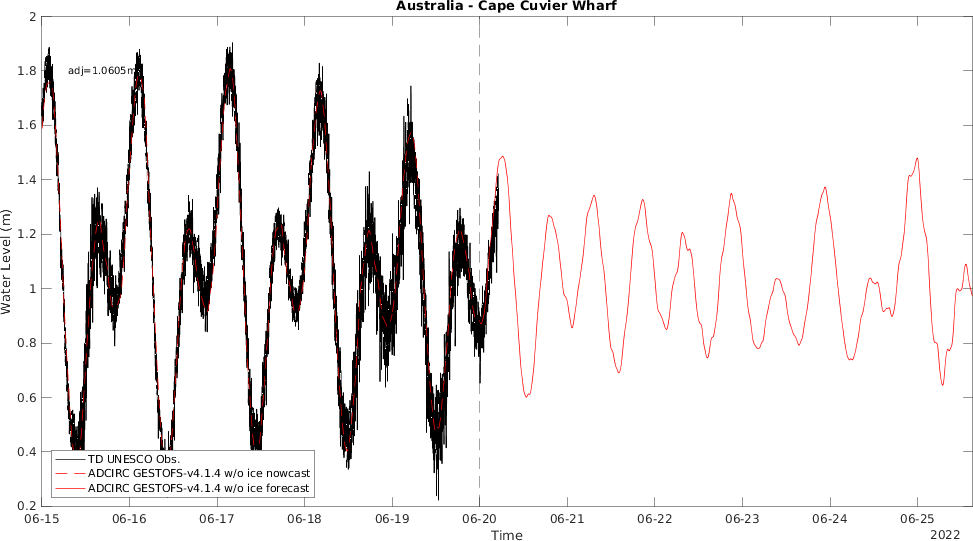 Australia - Cape Cuvier Wharf
adj=1.0605m
Water Level (m)
2
1.8
1.6
1.4
1.2
1
0.8
0.6
0.4
0.2
TD UNESCO Obs.
ADCIRC GESTOFS-v4.1.4 w/o ice nowcast
ADCIRC GESTOFS-v4.1.4 w/o ice forecast
06-15 06-16 06-17 06-18 06-19 06-20 06-21 06-22 06-23 06-24 06-25
Time
2022